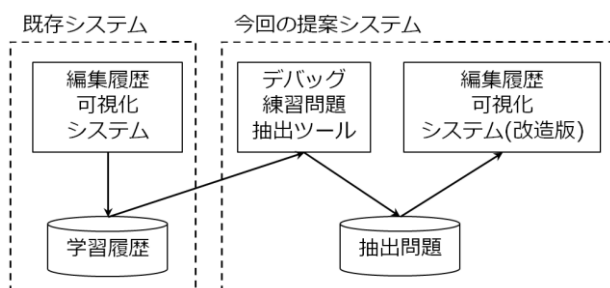 既存システム
今回の提案システム
編集履歴
可視化
システム
デバッグ
練習問題
抽出ツール
編集履歴
可視化
システム(改造版)
学習履歴
抽出問題